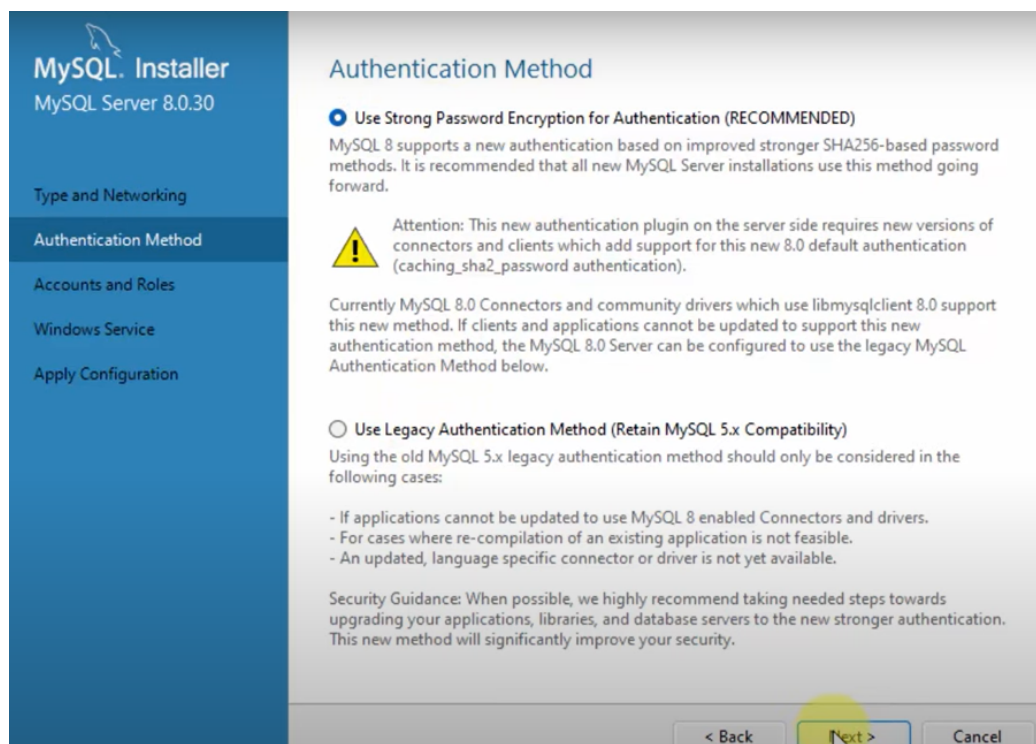 MySQL. Installer
MySQL Server 8.0.30
Type and Networking
Authentication Method
Accounts and Roles
Windows Service
Apply Configuration
Authentication Method
Use Strong Password Encryption for Authentication (RECOMMENDED)
MySQL 8 supports a new authentication based on improved stronger SHA256-based password
methods. It is recommended that all new MySQL Server installations use this method going
forward.
Attention: This new authentication plugin on the server side requires new versions of
connectors and clients which add support for this new 8.0 default authentication
(caching_sha2_password authentication).
Currently MySQL 8.0 Connectors and community drivers which use libmysqlclient 8.0 support
this new method. If clients and applications cannot be updated to support this new
authentication method, the MySQL 8.0 Server can be configured to use the legacy MySQL
Authentication Method below.
Use Legacy Authentication Method (Retain MySQL 5.x Compatibility)
Using the old MySQL 5.x legacy authentication method should only be considered in the
following cases:
- If applications cannot be updated to use MySQL 8 enabled Connectors and drivers.
- For cases where re-compilation of an existing application is not feasible.
- An updated, language specific connector or driver is not yet available.
Security Guidance: When possible, we highly recommend taking needed steps towards
upgrading your applications, libraries, and database servers to the new stronger authentication.
This new method will significantly improve your security.
< Back
Next >
Cancel